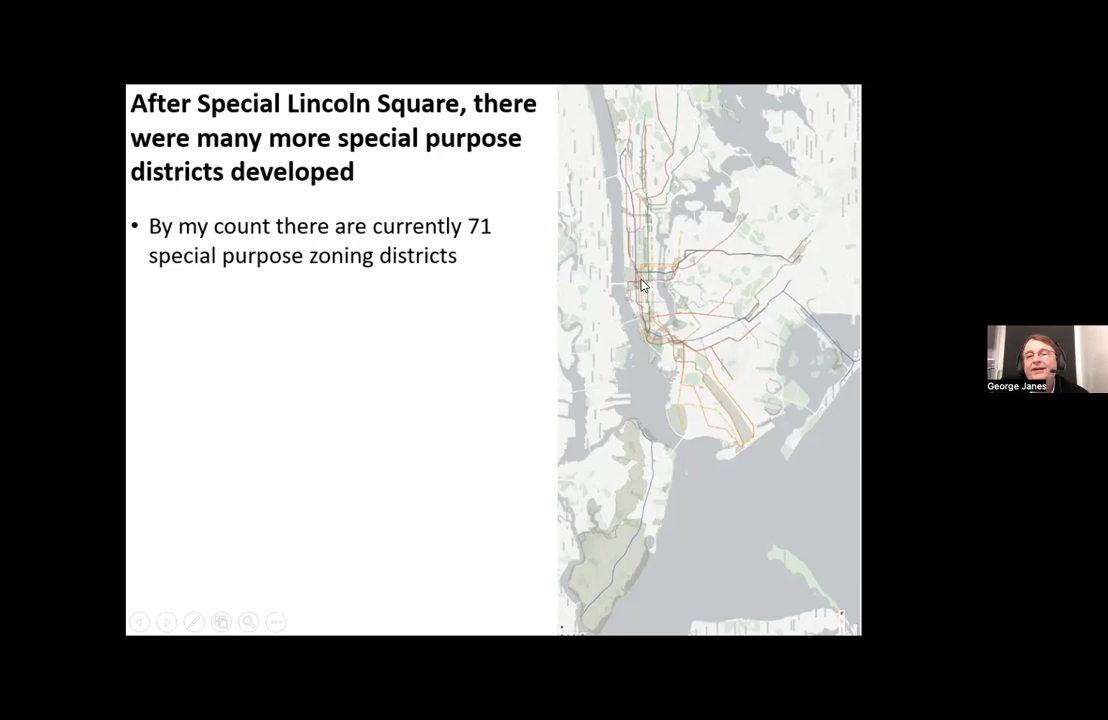 After Special Lincoln Square, there
were many more special purpose
districts developed
• By my count there are currently 71
special purpose zoning districts
George Janes